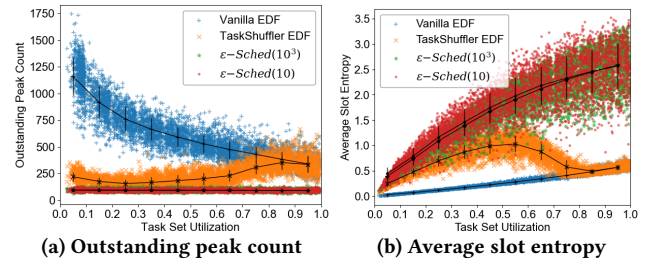 1750
1500
1250
1000
750
500
250
0
Outstanding Peak Count
Vanilla EDF
TaskShuffler EDF
ε−Sched(10³)
ε−Sched(10)
0.0 0.1 0.2 0.3 0.4 0.5 0.6 0.7 0.8 0.9 1.0
Task Set Utilization
(a) Outstanding peak count
3.5
3.0
2.5
2.0
1.5
1.0
0.5
0.0
Average Slot Entropy
Vanilla EDF
TaskShuffler EDF
ε−Sched(10³)
ε−Sched(10)
0.0 0.1 0.2 0.3 0.4 0.5 0.6 0.7 0.8 0.9 1.0
Task Set Utilization
(b) Average slot entropy